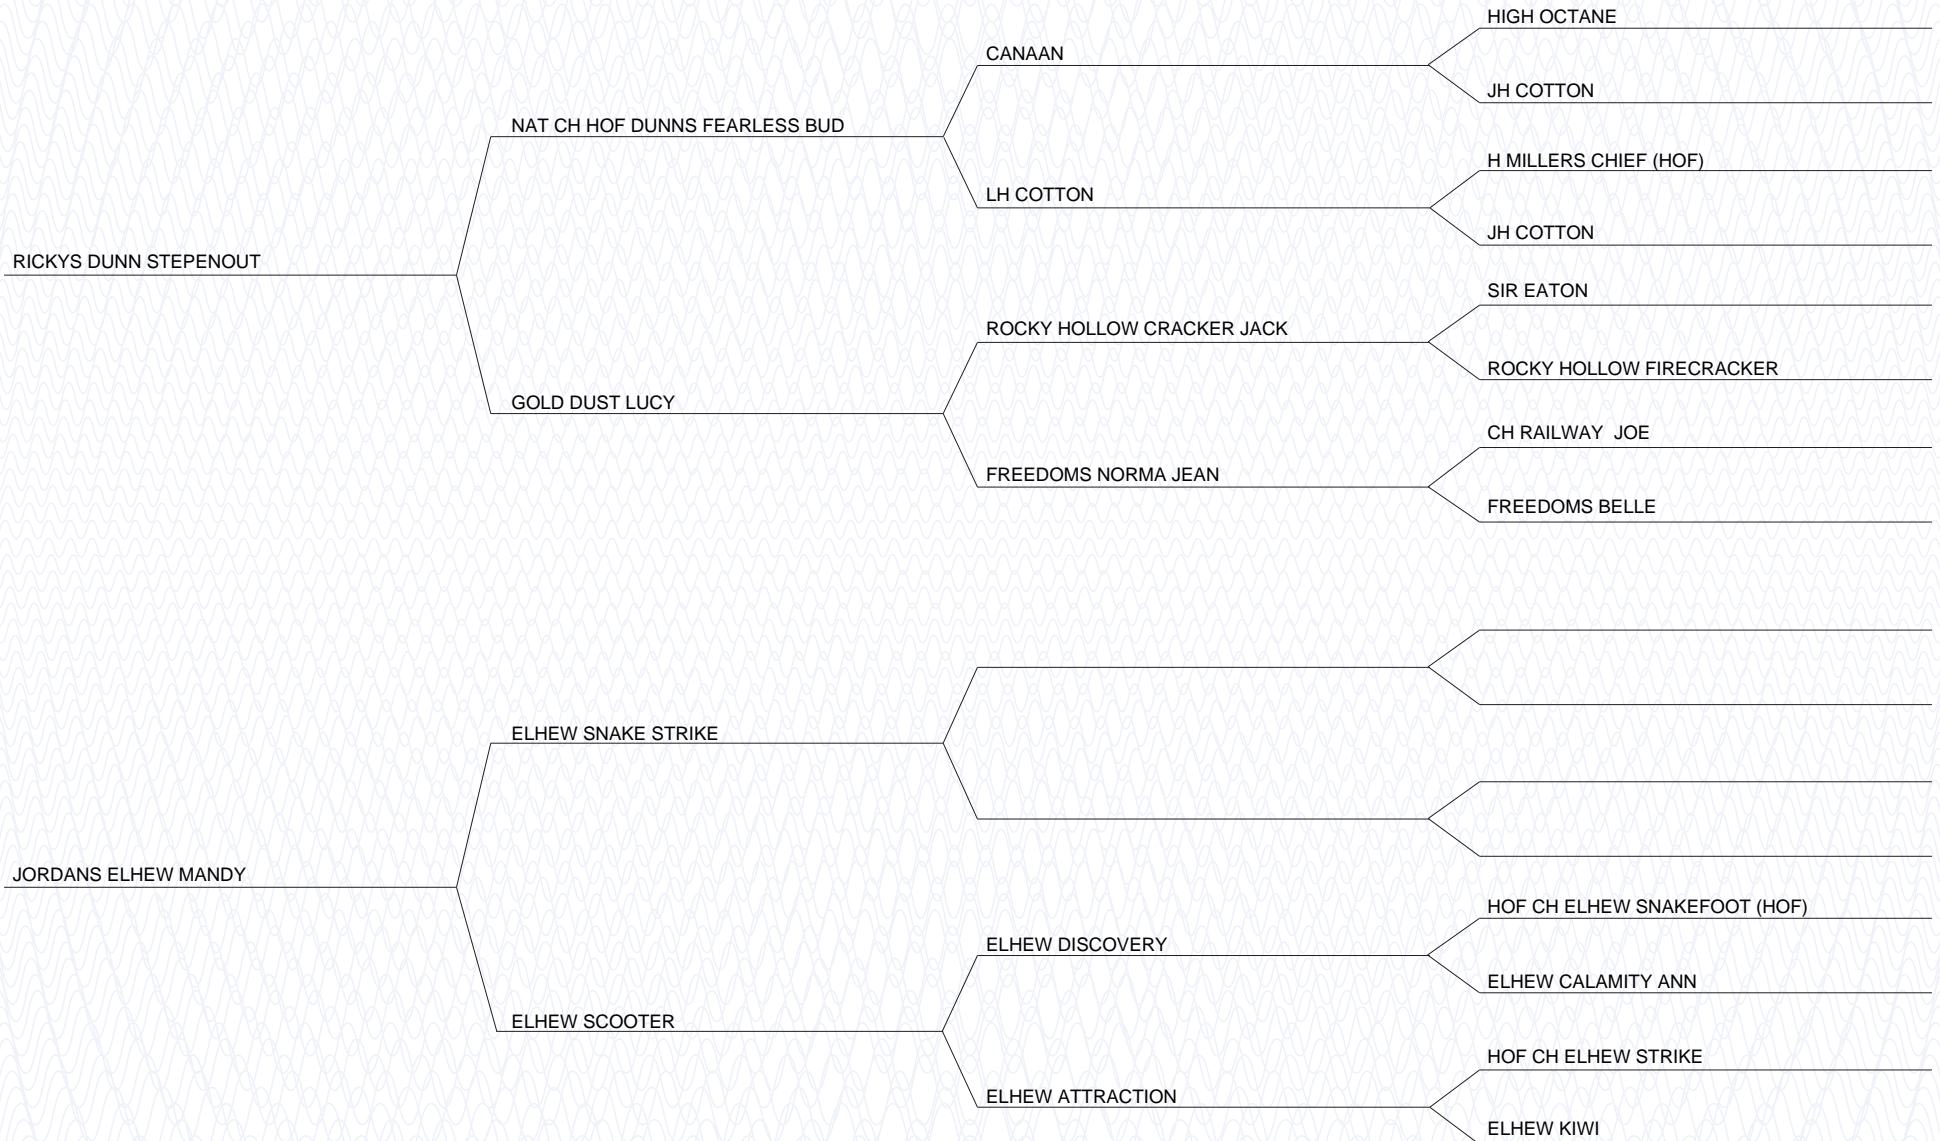 HIGH OCTANE
CANAAN
JH COTTON
NAT CH HOF DUNNS FEARLESS BUD
H MILLERS CHIEF (HOF)
LH COTTON
JH COTTON
RICKYS DUNN STEPENOUT
SIR EATON
ROCKY HOLLOW CRACKER JACK
ROCKY HOLLOW FIRECRACKER
GOLD DUST LUCY
CH RAILWAY  JOE
FREEDOMS NORMA JEAN
FREEDOMS BELLE
ELHEW SNAKE STRIKE
JORDANS ELHEW MANDY
HOF CH ELHEW SNAKEFOOT (HOF)
ELHEW DISCOVERY
ELHEW CALAMITY ANN
ELHEW SCOOTER
HOF CH ELHEW STRIKE
ELHEW ATTRACTION
ELHEW KIWI